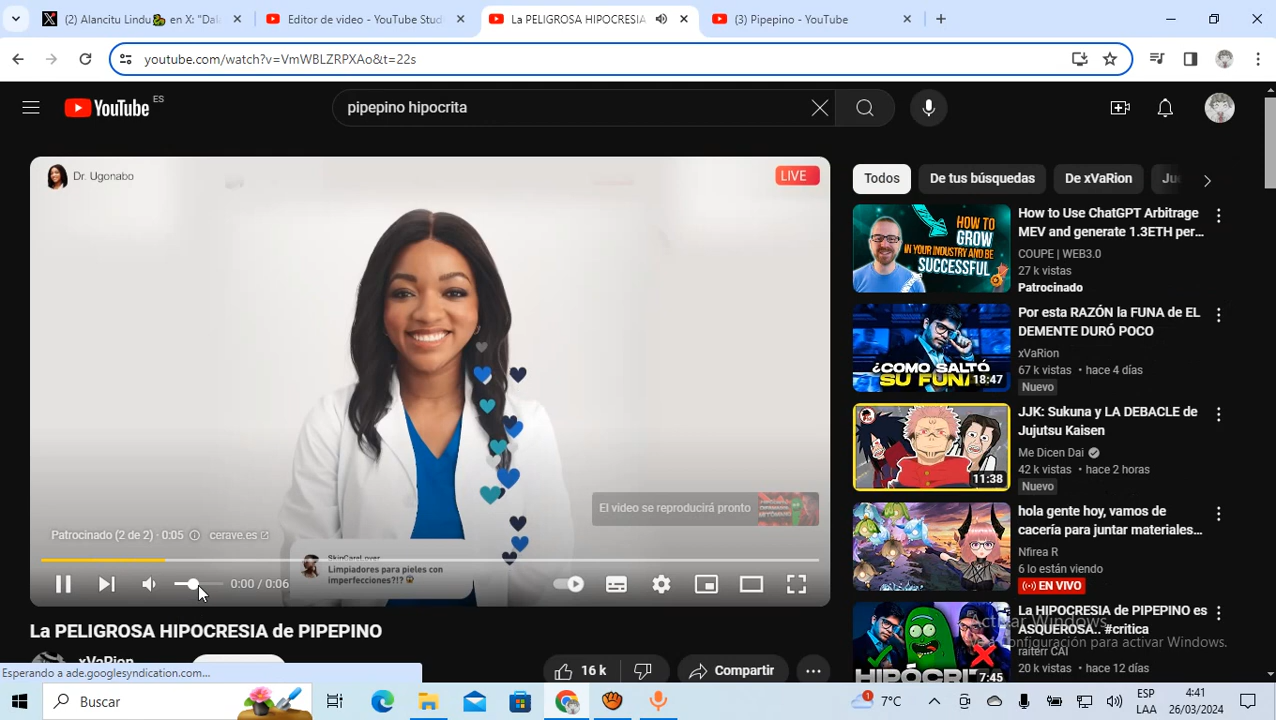 (2) Alancitu Lindu en X: "Dal
Editor de video - YouTube Stud
La PELIGROSA HIPOCRESIA
(3) Pipepino - YouTube
youtube.com/watch?v=VmWBLZRPXAo&t=22s
YouTube ES
pipepino hipocrita
Dr. Ugonabo
LIVE
El video se reproducirá pronto
Patrocinado (2 de 2) · 0:05 cerave.es
SkinCareLover
Limpiadores para pieles con
imperfecciones?!?
0:00 / 0:06
La PELIGROSA HIPOCRESIA de PIPEPINO
xVaRion
16 k
Compartir
Esperando a ade.googlesyndication.com...
Todos
De tus búsquedas
De xVaRion
Ju
HOW TO
GROW
IN YOUR INDUSTRY AND BE
SUCCESSFUL
How to Use ChatGPT Arbitrage
MEV and generate 1.3ETH per…
COUPE | WEB3.0
27 k vistas
Patrocinado
¿COMO SALTÓ
SU FUNA
18:47
Por esta RAZÓN la FUNA de EL
DEMENTE DURÓ POCO
xVaRion
67 k vistas • hace 4 días
Nuevo
11:38
JJK: Sukuna y LA DEBACLE de
Jujutsu Kaisen
Me Dicen Dai
42 k vistas • hace 2 horas
Nuevo
hola gente hoy, vamos de
cacería para juntar materiales…
Nfirea R
6 lo están viendo
EN VIVO
HIPÓCRITA
7:45
La HIPOCRESIA de PIPEPINO es
ASQUEROSA.. #critica
raiterr CAI
20 k vistas • hace 12 días
Activar Windows
Ve a Configuración para activar Windows.
Buscar
1
7°C
ESP
LAA
4:41
26/03/2024